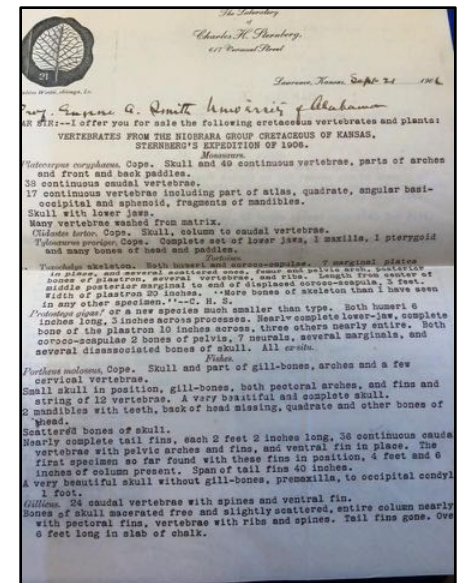 The Laboratory
of
Charles H. Sternberg.
617 Vermont Street
21
Lawrence, Kansas, Sept 21 1906
Prof. Eugene A. Smith University of Alabama
DEAR SIR:--I offer you for sale the following cretaceous vertebrates and plants:
VERTEBRATES FROM THE NIOBRARA GROUP CRETACEOUS OF KANSAS,
STERNBERG'S EXPEDITION OF 1906.
Mosasaurs.
Platecarpus coryphaeus, Cope. Skull and 49 continuous vertebrae, parts of arches
and front and back paddles.
38 continuous caudal vertebrae.
17 continuous vertebrae including part of atlas, quadrate, angular basi-
occipital and sphenoid, fragments of mandibles.
Skull with lower jaws.
Many vertebrae washed from matrix.
Clidastes tortor, Cope. Skull, column to caudal vertebrae.
Tylosaurus proriger, Cope. Complete set of lower jaws, 1 maxilla, 1 pterygoid
and many bones of head and paddles.
Tortoises.
Toxochelys skeleton. Both humeri and coroco-scapulae. 7 marginal plates
in place, and several scattered ones, femur and pelvic arch, posterior
bones of plastron, several vertebrae, and ribs. Length from center of
middle posterior marginal to end of displaced coroco-scapula, 3 feet.
Width of plastron 20 inches. "More bones of skeleton than I have seen
in any other specimen."--C. H. S.
Protostega gigas? or a new species much smaller than type. Both humeri 6
inches long, 3 inches across processes. Nearly complete lower-jaw, complete
bone of the plastron 10 inches across, three others nearly entire. Both
coroco-scapulae 2 bones of pelvis, 7 neurals, several marginals, and
several disassociated bones of skull. All ex-situ.
Fishes.
Portheus molossus, Cope. Skull and part of gill-bones, arches and a few
cervical vertebrae.
Small skull in position, gill-bones, both pectoral arches, and fins and
string of 12 vertebrae. A very beautiful and complete skull.
2 mandibles with teeth, back of head missing, quadrate and other bones of
head.
Scattered bones of skull.
Nearly complete tail fins, each 2 feet 2 inches long, 36 continuous cauda
vertebrae with pelvic arches and fins, and ventral fin in place. The
first specimen so far found with these fins in position, 4 feet and 6
inches of column present. Span of tail fins 40 inches.
A very beautiful skull without gill-bones, premaxilla, to occipital condyl
1 foot.
Gillicus. 24 caudal vertebrae with spines and ventral fin.
Bones of skull macerated free and slightly scattered, entire column nearly
with pectoral fins, vertebrae with ribs and spines. Tail fins gone. Ove
6 feet long in slab of chalk.